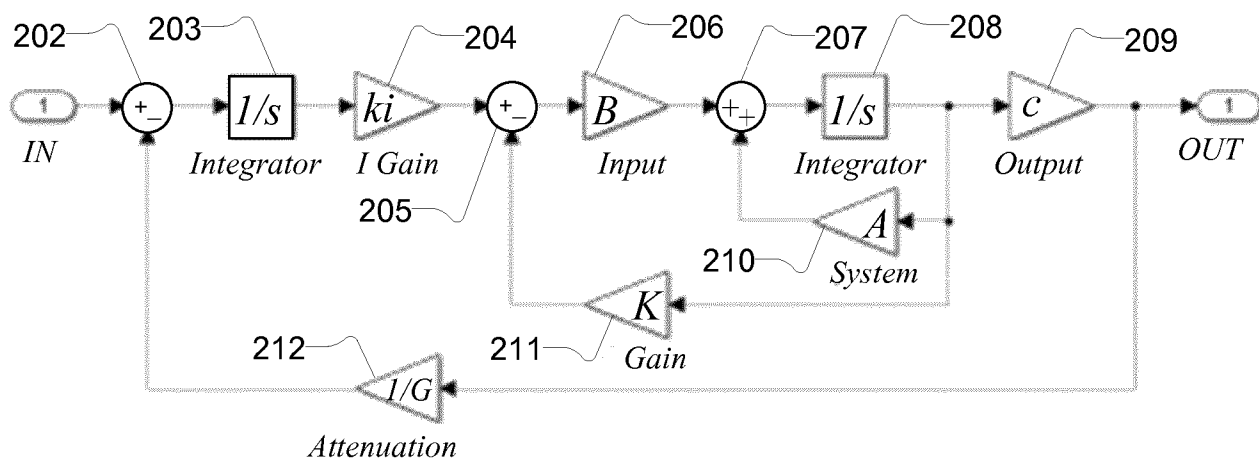 202 203 204 206 207 208 209
1 + - 1/s ki + - B + + 1/s c 1
IN Integrator I Gain Input Integrator Output OUT
205
210 A
System
K
211 Gain
212
1/G
Attenuation